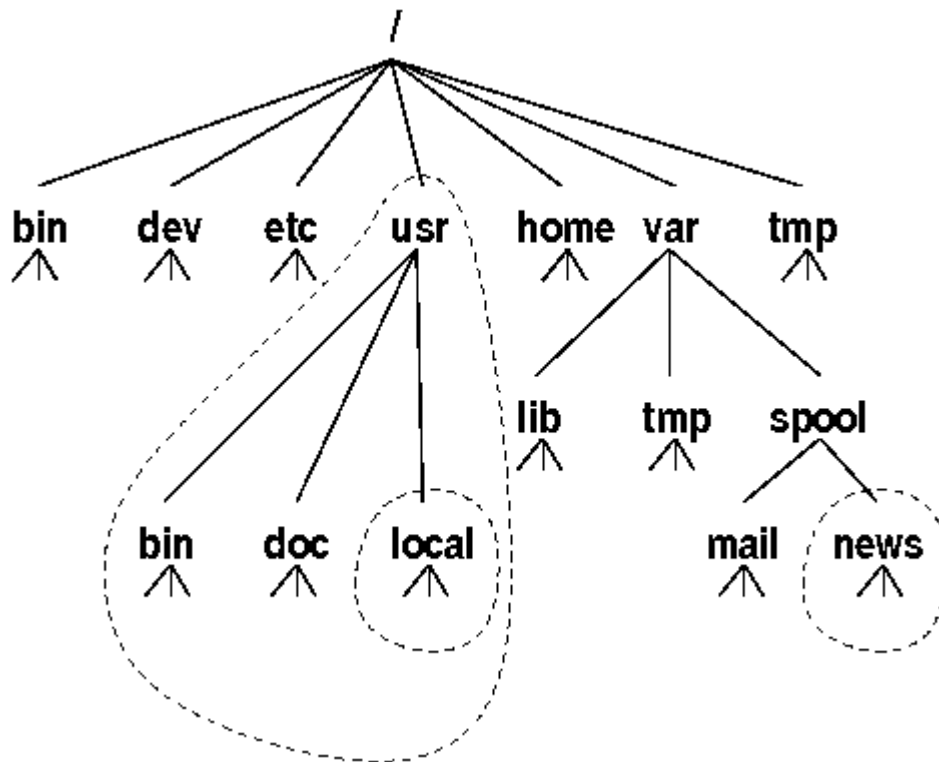 /
bin dev etc usr home var tmp
lib tmp spool
bin doc local mail news